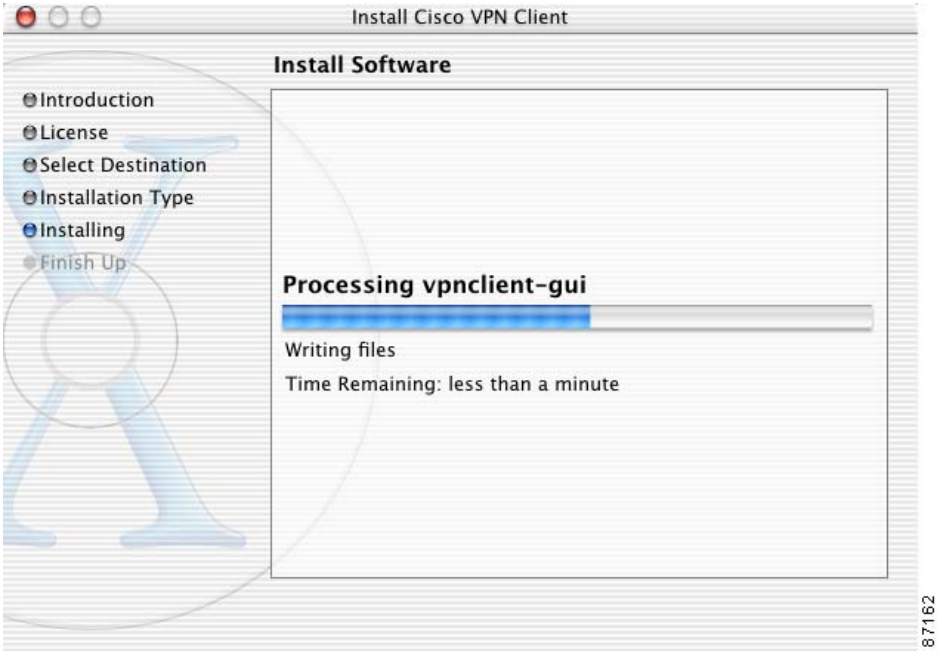 Install Cisco VPN Client
Install Software
Introduction
License
Select Destination
Installation Type
Installing
Finish Up
Processing vpnclient-gui
Writing files
Time Remaining: less than a minute
87162